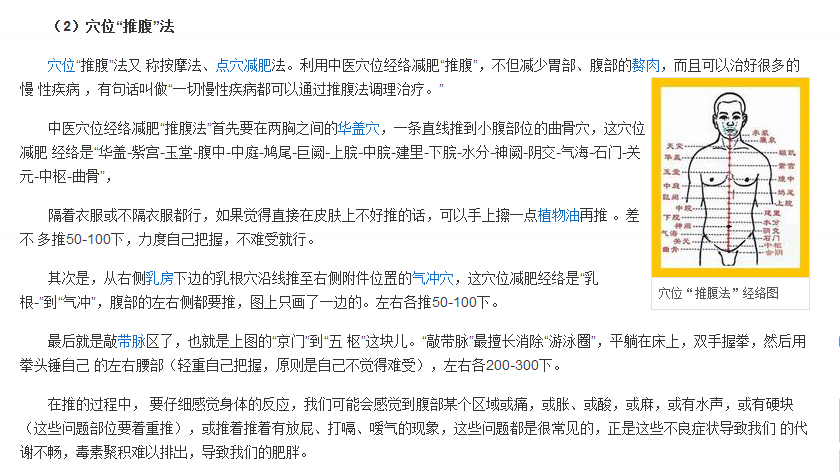 （2）穴位“推腹”法
穴位“推腹”法又 称按摩法、点穴减肥法。利用中医穴位经络减肥“推腹”，不但减少胃部、腹部的赘肉，而且可以治好很多的
慢 性疾病 ，有句话叫做“一切慢性疾病都可以通过推腹法调理治疗。”
中医穴位经络减肥“推腹法”首先要在两胸之间的华盖穴，一条直线推到小腹部位的曲骨穴，这穴位
减肥 经络是“华盖-紫宫-玉堂-腹中-中庭-鸠尾-巨阙-上脘-中脘-建里-下脘-水分-神阙-阴交-气海-石门-关
元-中枢-曲骨”，
隔着衣服或不隔衣服都行，如果觉得直接在皮肤上不好推的话，可以手上摞一点植物油再推 。差
不 多推50-100下，力度自己把握，不难受就行。
其次是，从右侧乳房下边的乳根穴沿线推至右侧附件位置的气冲穴，这穴位减肥经络是“乳
根-”到“气冲”，腹部的左右侧都要推，图上只画了一边的。左右各推50-100下。
最后就是敲带脉区了，也就是上图的“京门”到“五 枢”这块儿。“敲带脉”最擅长消除“游泳圈”，平躺在床上，双手握拳，然后用
拳头锤自己 的左右腰部（轻重自己把握，原则是自己不觉得难受），左右各200-300下。
在推的过程中， 要仔细感觉身体的反应，我们可能会感觉到腹部某个区域或痛，或胀、或酸，或麻，或有水声，或有硬块
（这些问题部位要着重推），或推着推着有放屁、打嗝、嗳气的现象，这些问题都是很常见的，正是这些不良症状导致我们 的代
谢不畅，毒素聚积难以排出，导致我们的肥胖。
承浆
廉泉
天突
璇玑
华盖
紫宫
玉堂
膻中
中庭
鸠尾
巨阙
上脘
中脘
建里
下脘
水分
神阙
阴交
气海
石门
关元
中枢
曲骨
会阴
穴位“推腹法”经络图